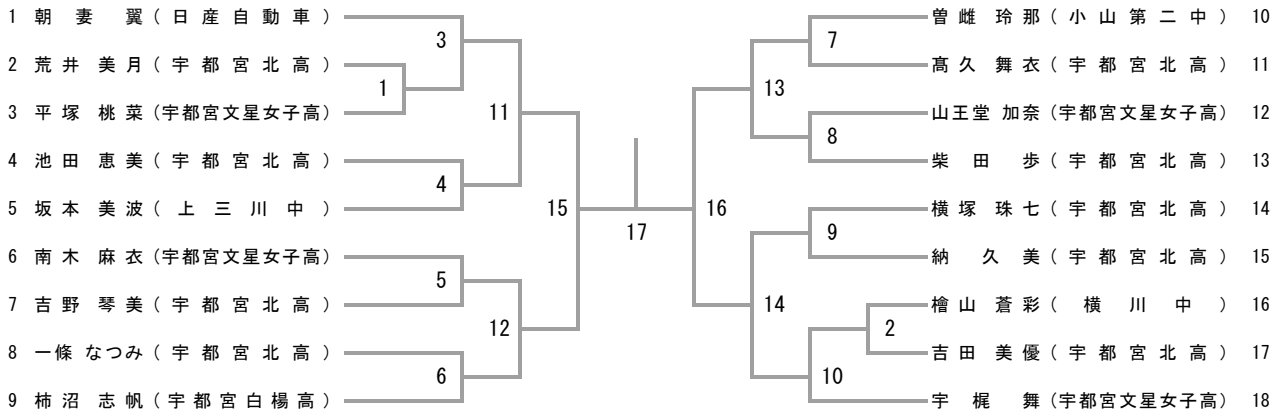 1 朝妻 翼(日産自動車)
2 荒井 美月(宇都宮北高)
3 平塚 桃菜(宇都宮文星女子高)
4 池田 恵美(宇都宮北高)
5 坂本 美波(上三川中)
6 南木 麻衣(宇都宮文星女子高)
7 吉野 琴美(宇都宮北高)
8 一條 なつみ(宇都宮北高)
9 柿沼 志帆(宇都宮白楊高)
3
1
11
4
15
5
12
6
17
16
7
13
8
9
14
2
10
曽雌 玲那(小山第二中) 10
髙久 舞衣(宇都宮北高) 11
山王堂 加奈(宇都宮文星女子高) 12
柴田 歩(宇都宮北高) 13
横塚 珠七(宇都宮北高) 14
納 久美(宇都宮北高) 15
檜山 蒼彩(横川中) 16
吉田 美優(宇都宮北高) 17
宇梶 舞(宇都宮文星女子高) 18